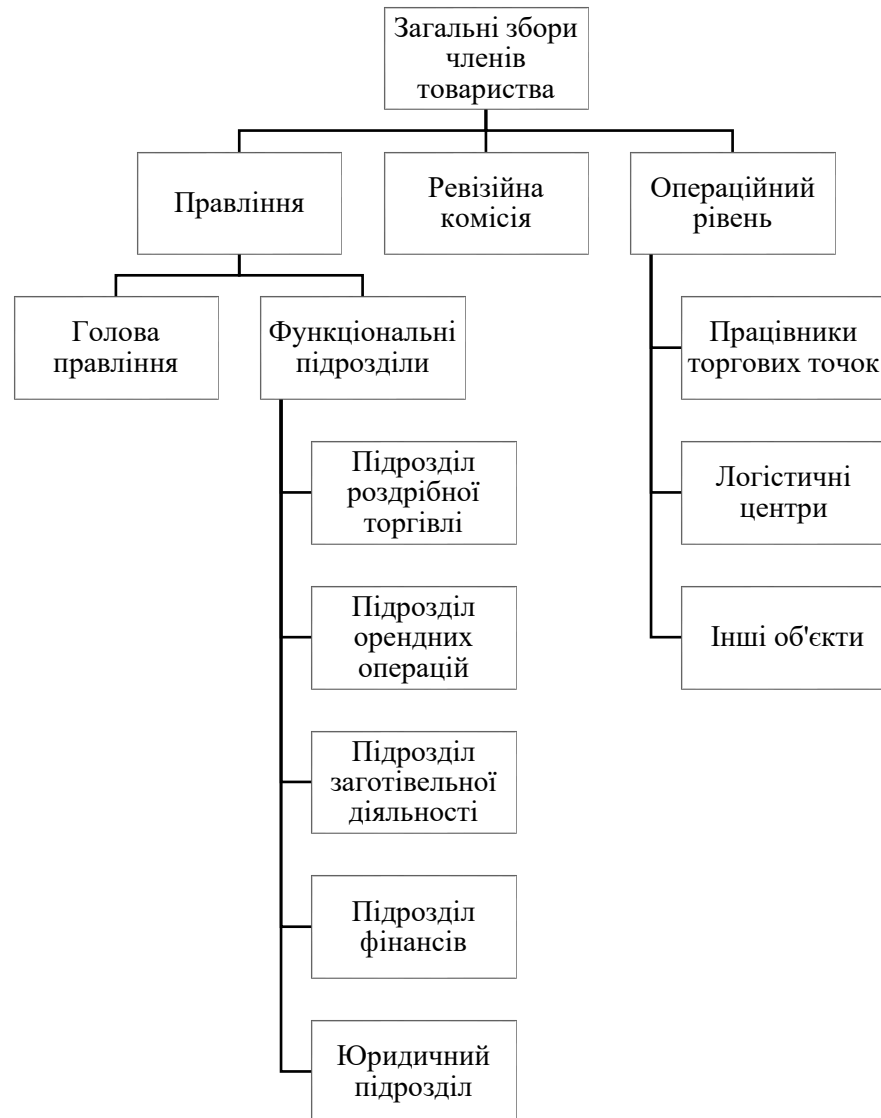 Загальні збори
членів
товариства
Правління
Ревізійна
комісія
Операційний
рівень
Голова
правління
Функціональні
підрозділи
Працівники
торгових точок
Підрозділ
роздрібної
торгівлі
Логістичні
центри
Підрозділ
орендних
операцій
Інші об'єкти
Підрозділ
заготівельної
діяльності
Підрозділ
фінансів
Юридичний
підрозділ